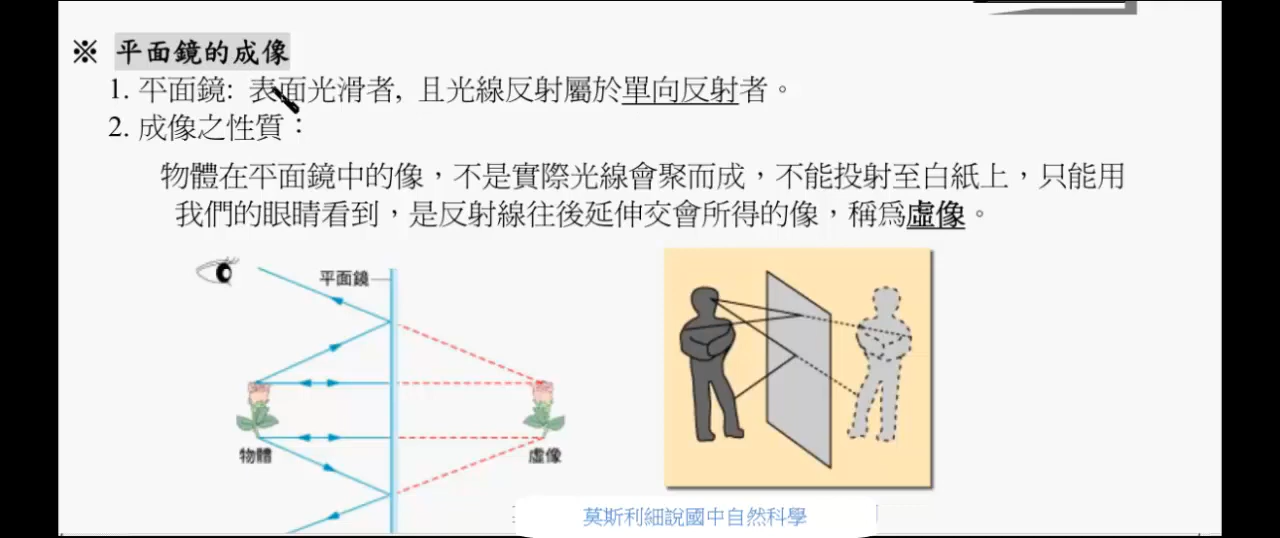 ※ 平面鏡的成像
1. 平面鏡: 表面光滑者, 且光線反射屬於單向反射者。
2. 成像之性質：
物體在平面鏡中的像，不是實際光線會聚而成，不能投射至白紙上，只能用
我們的眼睛看到，是反射線往後延伸交會所得的像，稱為虛像。
平面鏡
物體
虛像
莫斯利細說國中自然科學